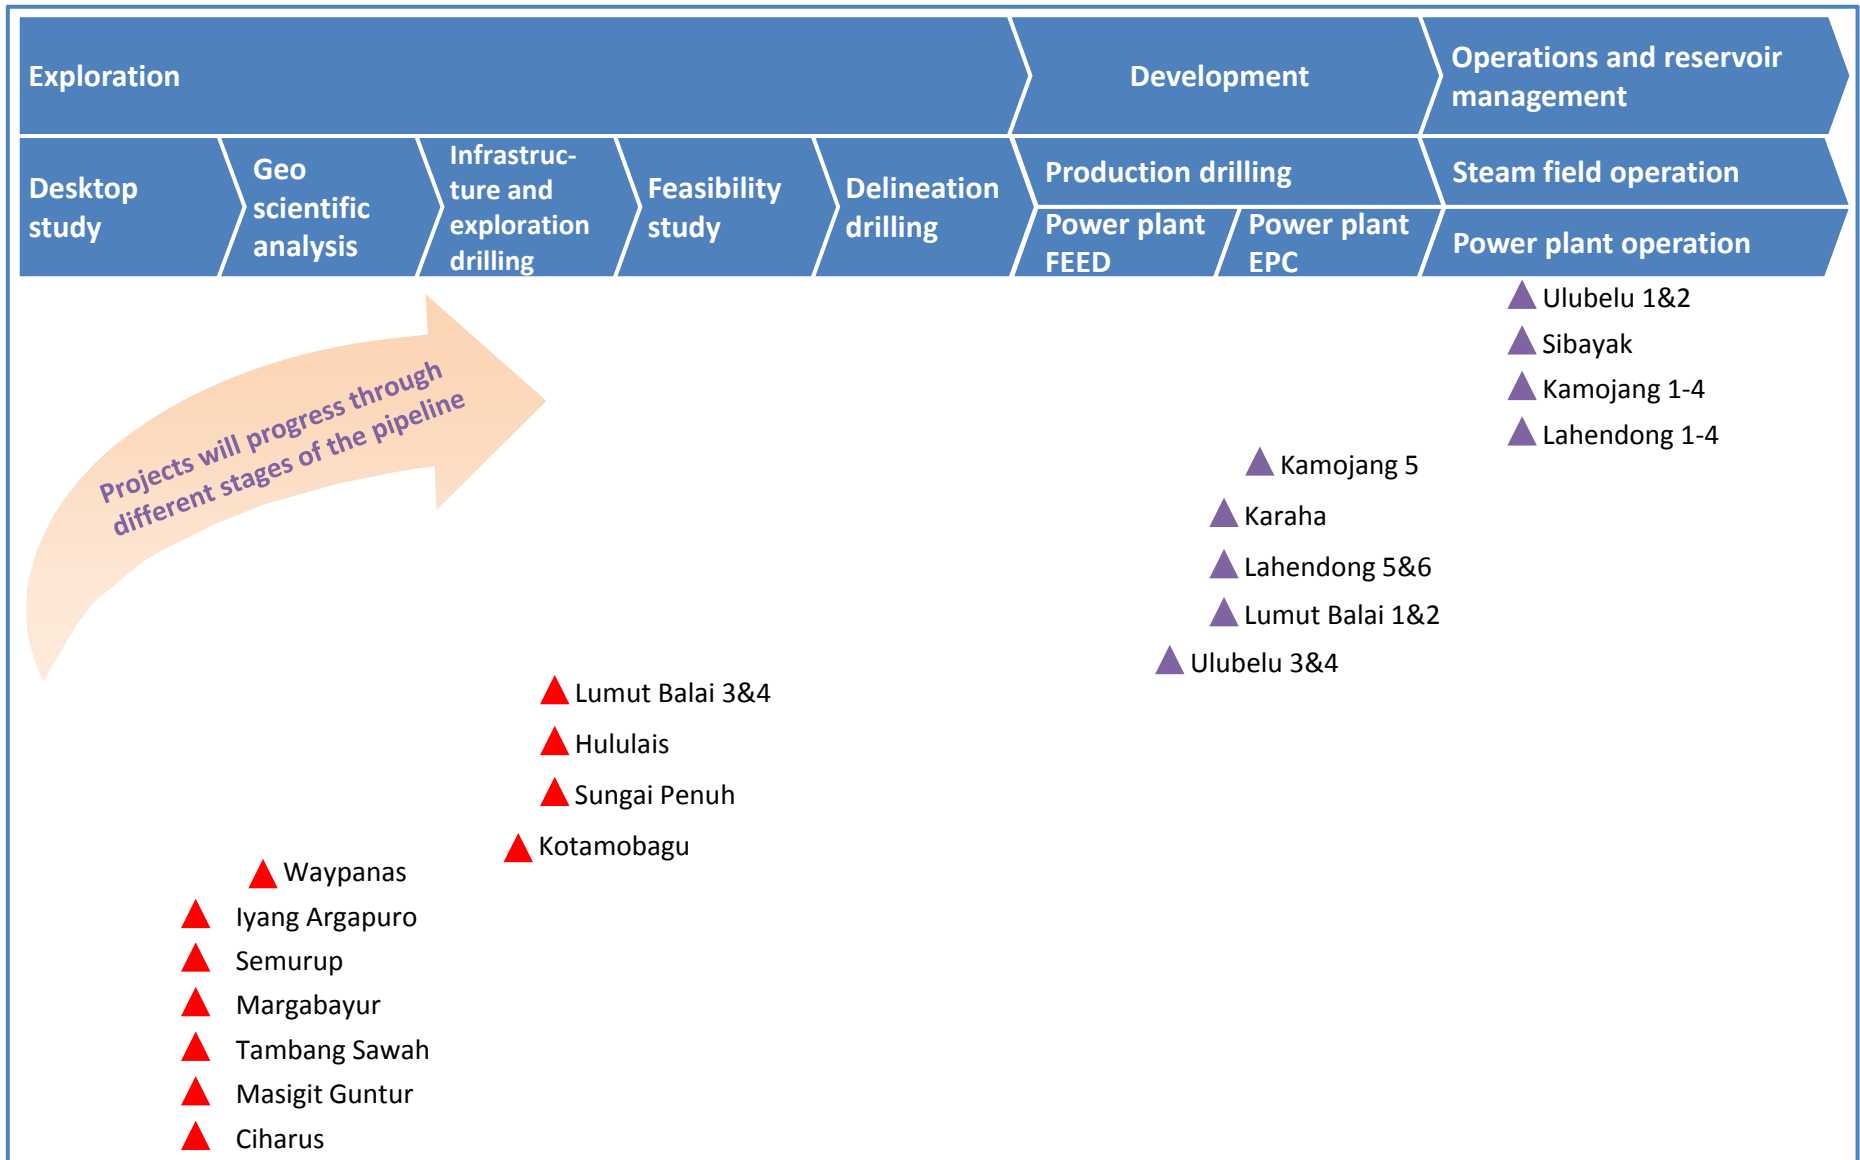 Exploration
Development
Operations and reservoir
management
Desktop
study
Geo
scientific
analysis
Infrastruc-
ture and
exploration
drilling
Feasibility
study
Delineation
drilling
Production drilling
Power plant
FEED
Power plant
EPC
Steam field operation
Power plant operation
Projects will progress through
different stages of the pipeline
Ulubelu 1&2
Sibayak
Kamojang 1-4
Lahendong 1-4
Kamojang 5
Karaha
Lahendong 5&6
Lumut Balai 1&2
Ulubelu 3&4
Lumut Balai 3&4
Hululais
Sungai Penuh
Kotamobagu
Waypanas
Iyang Argapuro
Semurup
Margabayur
Tambang Sawah
Masigit Guntur
Ciharus